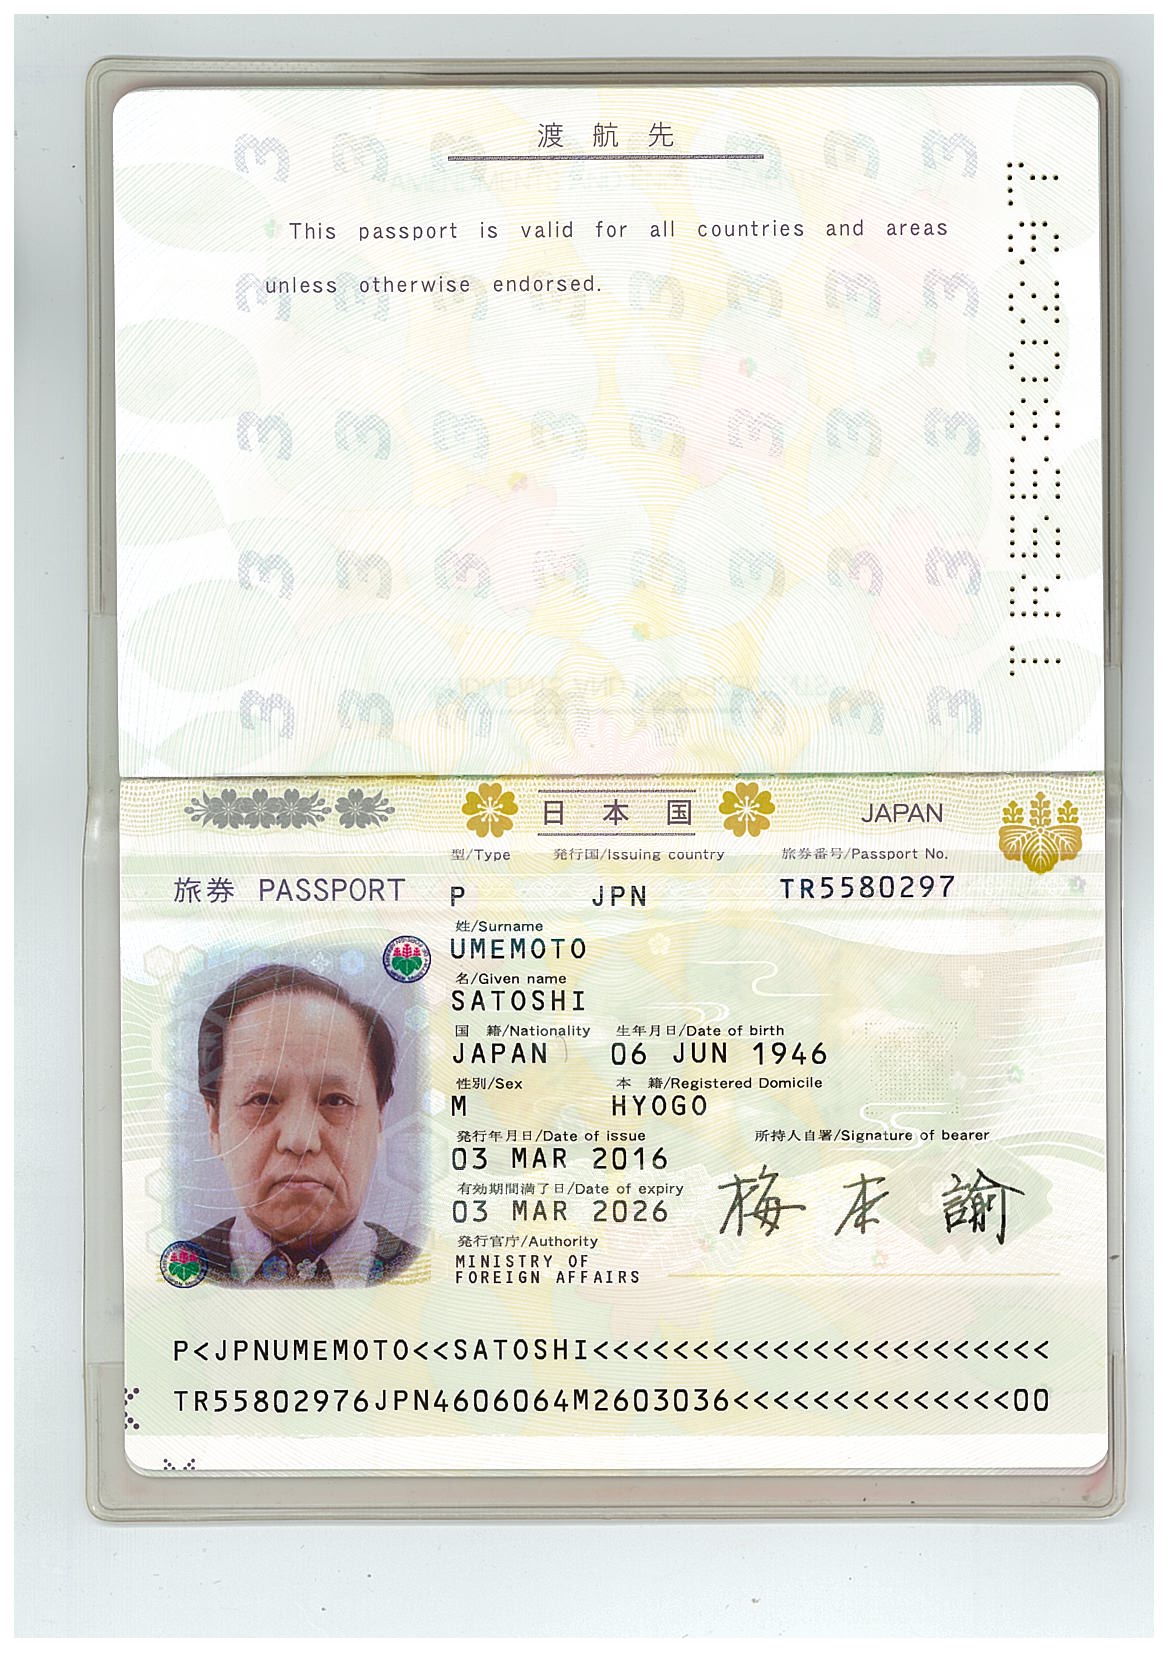 渡航先
This passport is valid for all countries and areas
unless otherwise endorsed.
TR5580297
日本国
JAPAN
型/Type 発行国/Issuing country 旅券番号/Passport No.
旅券 PASSPORT P JPN TR5580297
姓/Surname
UMEMOTO
名/Given name
SATOSHI
国 籍/Nationality 生年月日/Date of birth
JAPAN 06 JUN 1946
性別/Sex 本 籍/Registered Domicile
M HYOGO
発行年月日/Date of issue 所持人自署/Signature of bearer
03 MAR 2016
有効期間満了日/Date of expiry
03 MAR 2026 梅本諭
発行官庁/Authority
MINISTRY OF
FOREIGN AFFAIRS
P<JPNUMEMOTO<<SATOSHI<<<<<<<<<<<<<<<<<<<<<<<
TR55802976JPN4606064M2603036<<<<<<<<<<<<<<00